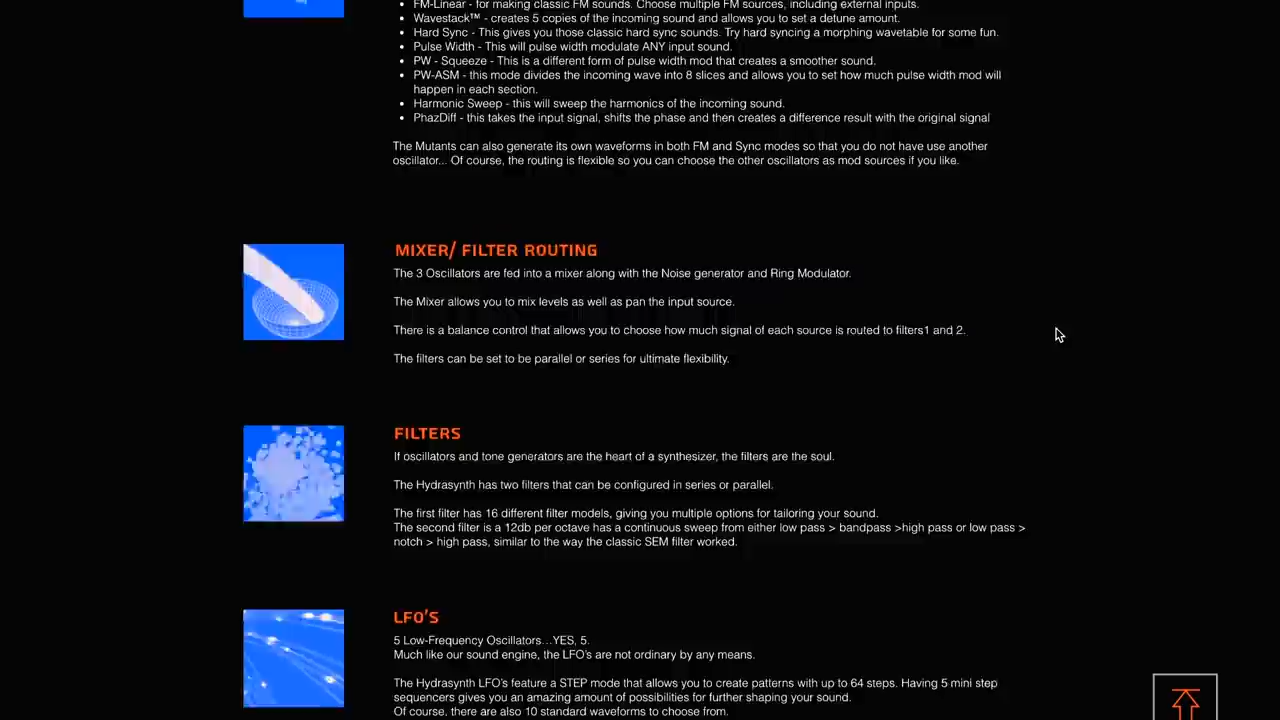 • FM-Linear - for making classic FM sounds. Choose multiple FM sources, including external inputs.
• Wavestack™ - creates 5 copies of the incoming sound and allows you to set a detune amount.
• Hard Sync - This gives you those classic hard sync sounds. Try hard syncing a morphing wavetable for some fun.
• Pulse Width - This will pulse width modulate ANY input sound.
• PW - Squeeze - This is a different form of pulse width mod that creates a smoother sound.
• PW-ASM - this mode divides the incoming wave into 8 slices and allows you to set how much pulse width mod will
happen in each section.
• Harmonic Sweep - this will sweep the harmonics of the incoming sound.
• PhazDiff - this takes the input signal, shifts the phase and then creates a difference result with the original signal
The Mutants can also generate its own waveforms in both FM and Sync modes so that you do not have use another
oscillator... Of course, the routing is flexible so you can choose the other oscillators as mod sources if you like.
MIXER/ FILTER ROUTING
The 3 Oscillators are fed into a mixer along with the Noise generator and Ring Modulator.
The Mixer allows you to mix levels as well as pan the input source.
There is a balance control that allows you to choose how much signal of each source is routed to filters1 and 2.
The filters can be set to be parallel or series for ultimate flexibility.
FILTERS
If oscillators and tone generators are the heart of a synthesizer, the filters are the soul.
The Hydrasynth has two filters that can be configured in series or parallel.
The first filter has 16 different filter models, giving you multiple options for tailoring your sound.
The second filter is a 12db per octave has a continuous sweep from either low pass > bandpass >high pass or low pass >
notch > high pass, similar to the way the classic SEM filter worked.
LFO'S
5 Low-Frequency Oscillators...YES, 5.
Much like our sound engine, the LFO's are not ordinary by any means.
The Hydrasynth LFO's feature a STEP mode that allows you to create patterns with up to 64 steps. Having 5 mini step
sequencers gives you an amazing amount of possibilities for further shaping your sound.
Of course, there are also 10 standard waveforms to choose from.